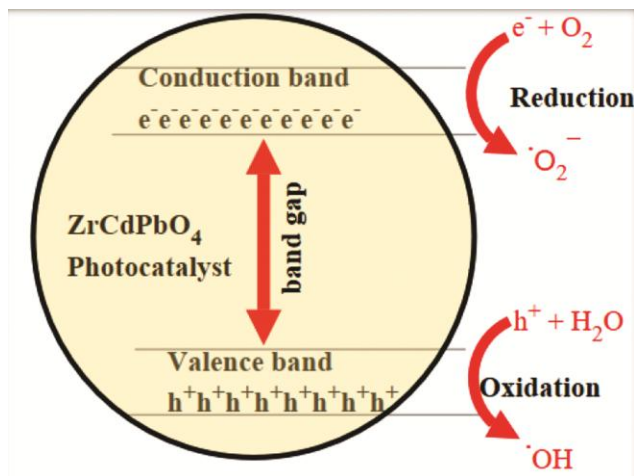 e⁻ + O₂
Conduction band
Reduction
e⁻e⁻e⁻e⁻e⁻e⁻e⁻e⁻e⁻e⁻e⁻
˙O₂⁻
ZrCdPbO₄
Photocatalyst
band gap
h⁺ + H₂O
Valence band
Oxidation
h⁺h⁺h⁺h⁺h⁺h⁺h⁺h⁺
˙OH